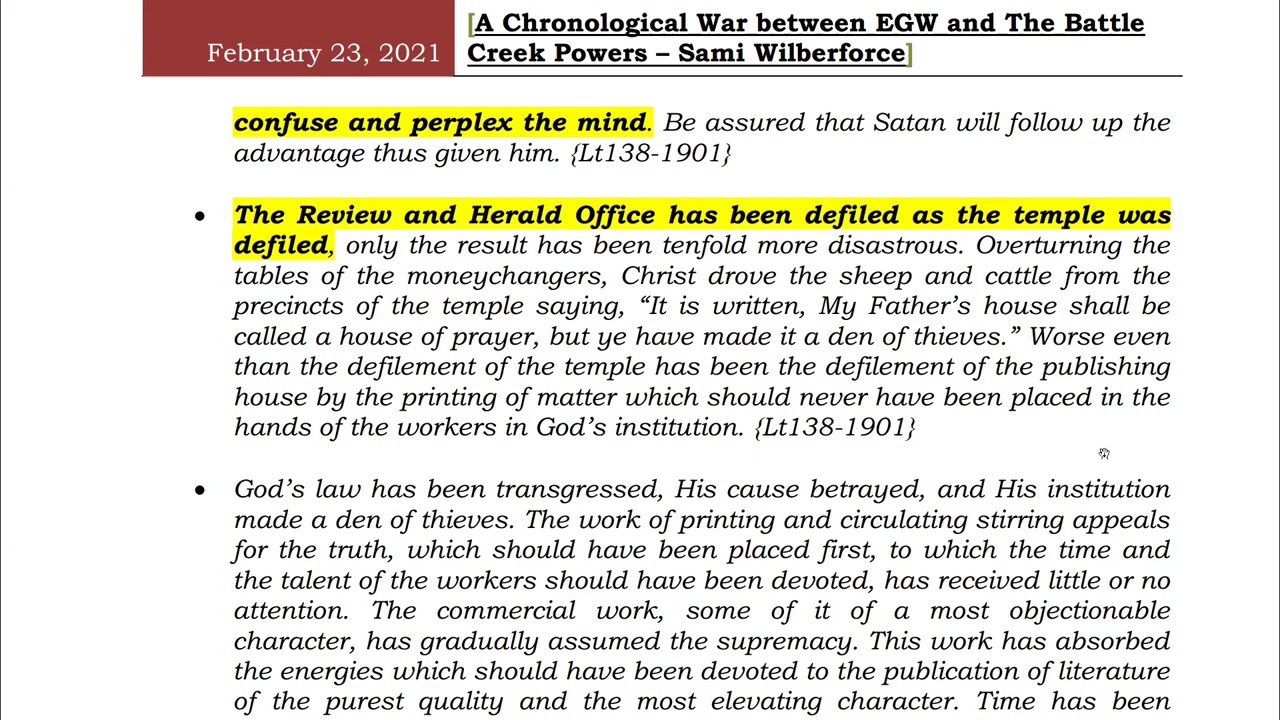 February 23, 2021
[A Chronological War between EGW and The Battle
Creek Powers – Sami Wilberforce]
confuse and perplex the mind. Be assured that Satan will follow up the
advantage thus given him. {Lt138-1901}
• The Review and Herald Office has been defiled as the temple was
defiled, only the result has been tenfold more disastrous. Overturning the
tables of the moneychangers, Christ drove the sheep and cattle from the
precincts of the temple saying, “It is written, My Father’s house shall be
called a house of prayer, but ye have made it a den of thieves.” Worse even
than the defilement of the temple has been the defilement of the publishing
house by the printing of matter which should never have been placed in the
hands of the workers in God’s institution. {Lt138-1901}
• God’s law has been transgressed, His cause betrayed, and His institution
made a den of thieves. The work of printing and circulating stirring appeals
for the truth, which should have been placed first, to which the time and
the talent of the workers should have been devoted, has received little or no
attention. The commercial work, some of it of a most objectionable
character, has gradually assumed the supremacy. This work has absorbed
the energies which should have been devoted to the publication of literature
of the purest quality and the most elevating character. Time has been